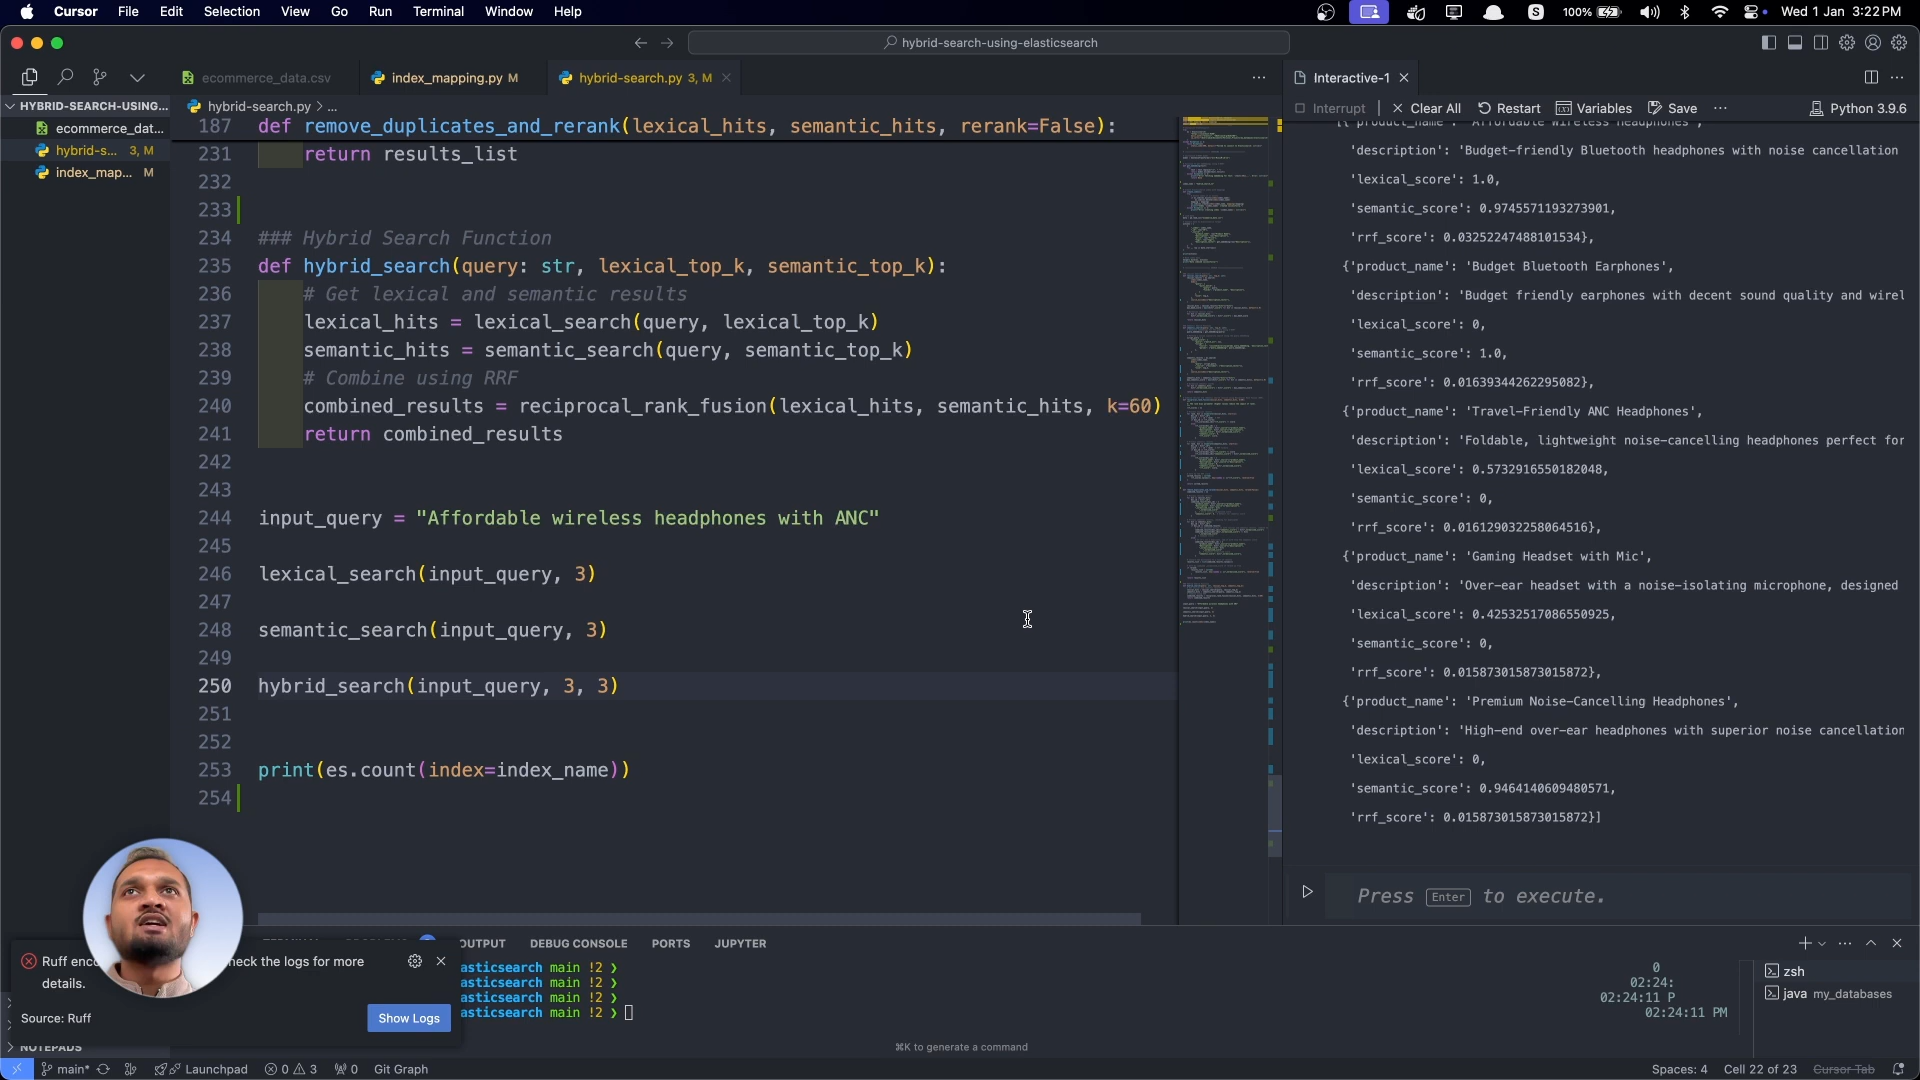 Cursor File Edit Selection View Go Run Terminal Window Help
S 100% Wed 1 Jan 3:22 PM
hybrid-search-using-elasticsearch
ecommerce_data.csv
index_mapping.py M
hybrid-search.py 3, M
Interactive-1
HYBRID-SEARCH-USING...
ecommerce_dat...
hybrid-s... 3, M
index_map... M
hybrid-search.py > ...
187 def remove_duplicates_and_rerank(lexical_hits, semantic_hits, rerank=False):
231 return results_list
232
233
234 ### Hybrid Search Function
235 def hybrid_search(query: str, lexical_top_k, semantic_top_k):
236 # Get lexical and semantic results
237 lexical_hits = lexical_search(query, lexical_top_k)
238 semantic_hits = semantic_search(query, semantic_top_k)
239 # Combine using RRF
240 combined_results = reciprocal_rank_fusion(lexical_hits, semantic_hits, k=60)
241 return combined_results
242
243
244 input_query = "Affordable wireless headphones with ANC"
245
246 lexical_search(input_query, 3)
247
248 semantic_search(input_query, 3)
249
250 hybrid_search(input_query, 3, 3)
251
252
253 print(es.count(index=index_name))
254
Interrupt | Clear All Restart Variables Save ... Python 3.9.6
[{'product_name': 'Affordable Wireless Headphones',
'description': 'Budget-friendly Bluetooth headphones with noise cancellation
'lexical_score': 1.0,
'semantic_score': 0.9745571193273901,
'rrf_score': 0.03252247488101534},
{'product_name': 'Budget Bluetooth Earphones',
'description': 'Budget friendly earphones with decent sound quality and wirel
'lexical_score': 0,
'semantic_score': 1.0,
'rrf_score': 0.01639344262295082},
{'product_name': 'Travel-Friendly ANC Headphones',
'description': 'Foldable, lightweight noise-cancelling headphones perfect for
'lexical_score': 0.5732916550182048,
'semantic_score': 0,
'rrf_score': 0.016129032258064516},
{'product_name': 'Gaming Headset with Mic',
'description': 'Over-ear headset with a noise-isolating microphone, designed
'lexical_score': 0.42532517086550925,
'semantic_score': 0,
'rrf_score': 0.015873015873015872},
{'product_name': 'Premium Noise-Cancelling Headphones',
'description': 'High-end over-ear headphones with superior noise cancellation
'lexical_score': 0,
'semantic_score': 0.9464140609480571,
'rrf_score': 0.015873015873015872}]
Press Enter to execute.
OUTPUT DEBUG CONSOLE PORTS JUPYTER
Ruff enc heck the logs for more
details.
Source: Ruff
Show Logs
asticsearch main !2 ❯
asticsearch main !2 ❯
asticsearch main !2 ❯
asticsearch main !2 ❯
0
02:24:
02:24:11 P
02:24:11 PM
zsh
java my_databases
⌘K to generate a command
NOTEPADS
main* Launchpad 0 3 0 Git Graph
Spaces: 4 Cell 22 of 23 Cursor Tab